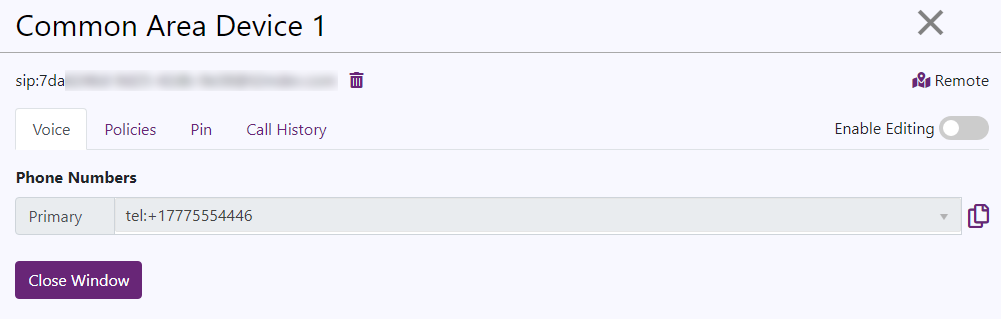 Common Area Device 1
sip:7da
Remote
Voice Policies Pin Call History
Enable Editing
Phone Numbers
Primary tel:+17775554446
Close Window